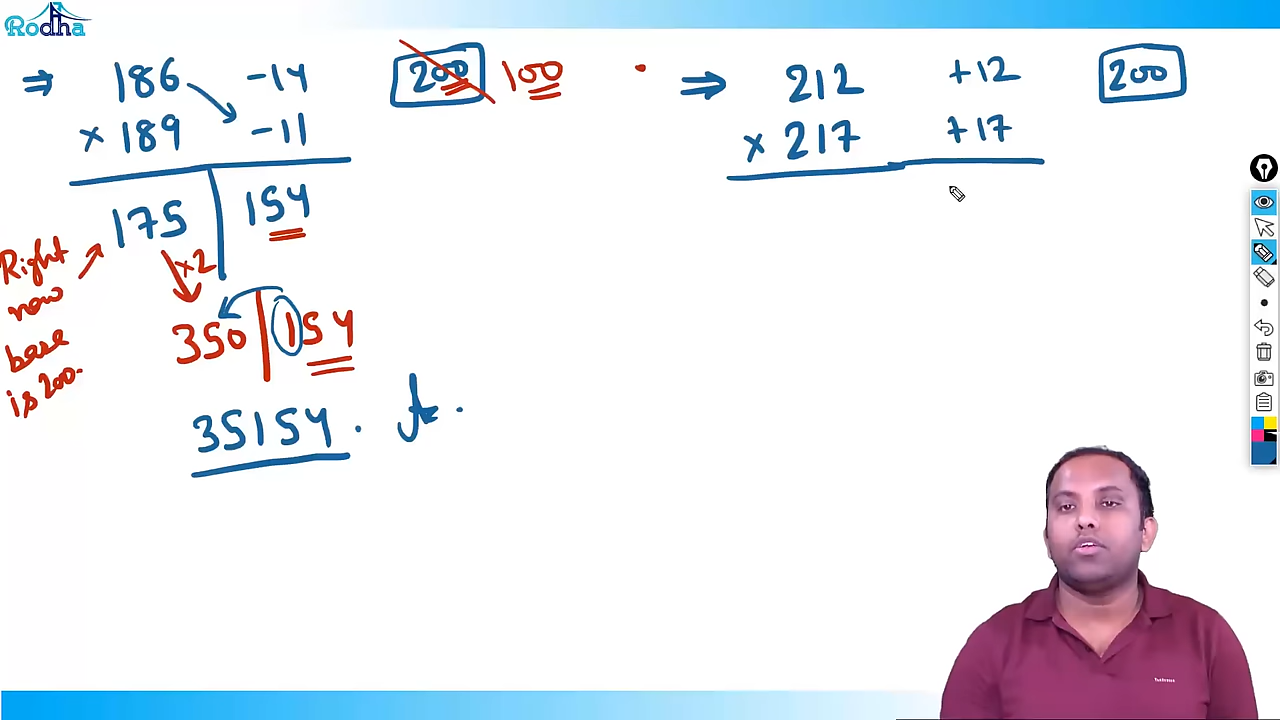 Rodha
⇒ 186 -14
× 189 -11
200 100
175 | 154
×2
Right now base is 200.
350 | 154
35154.
⇒ 212 +12
× 217 +17
200